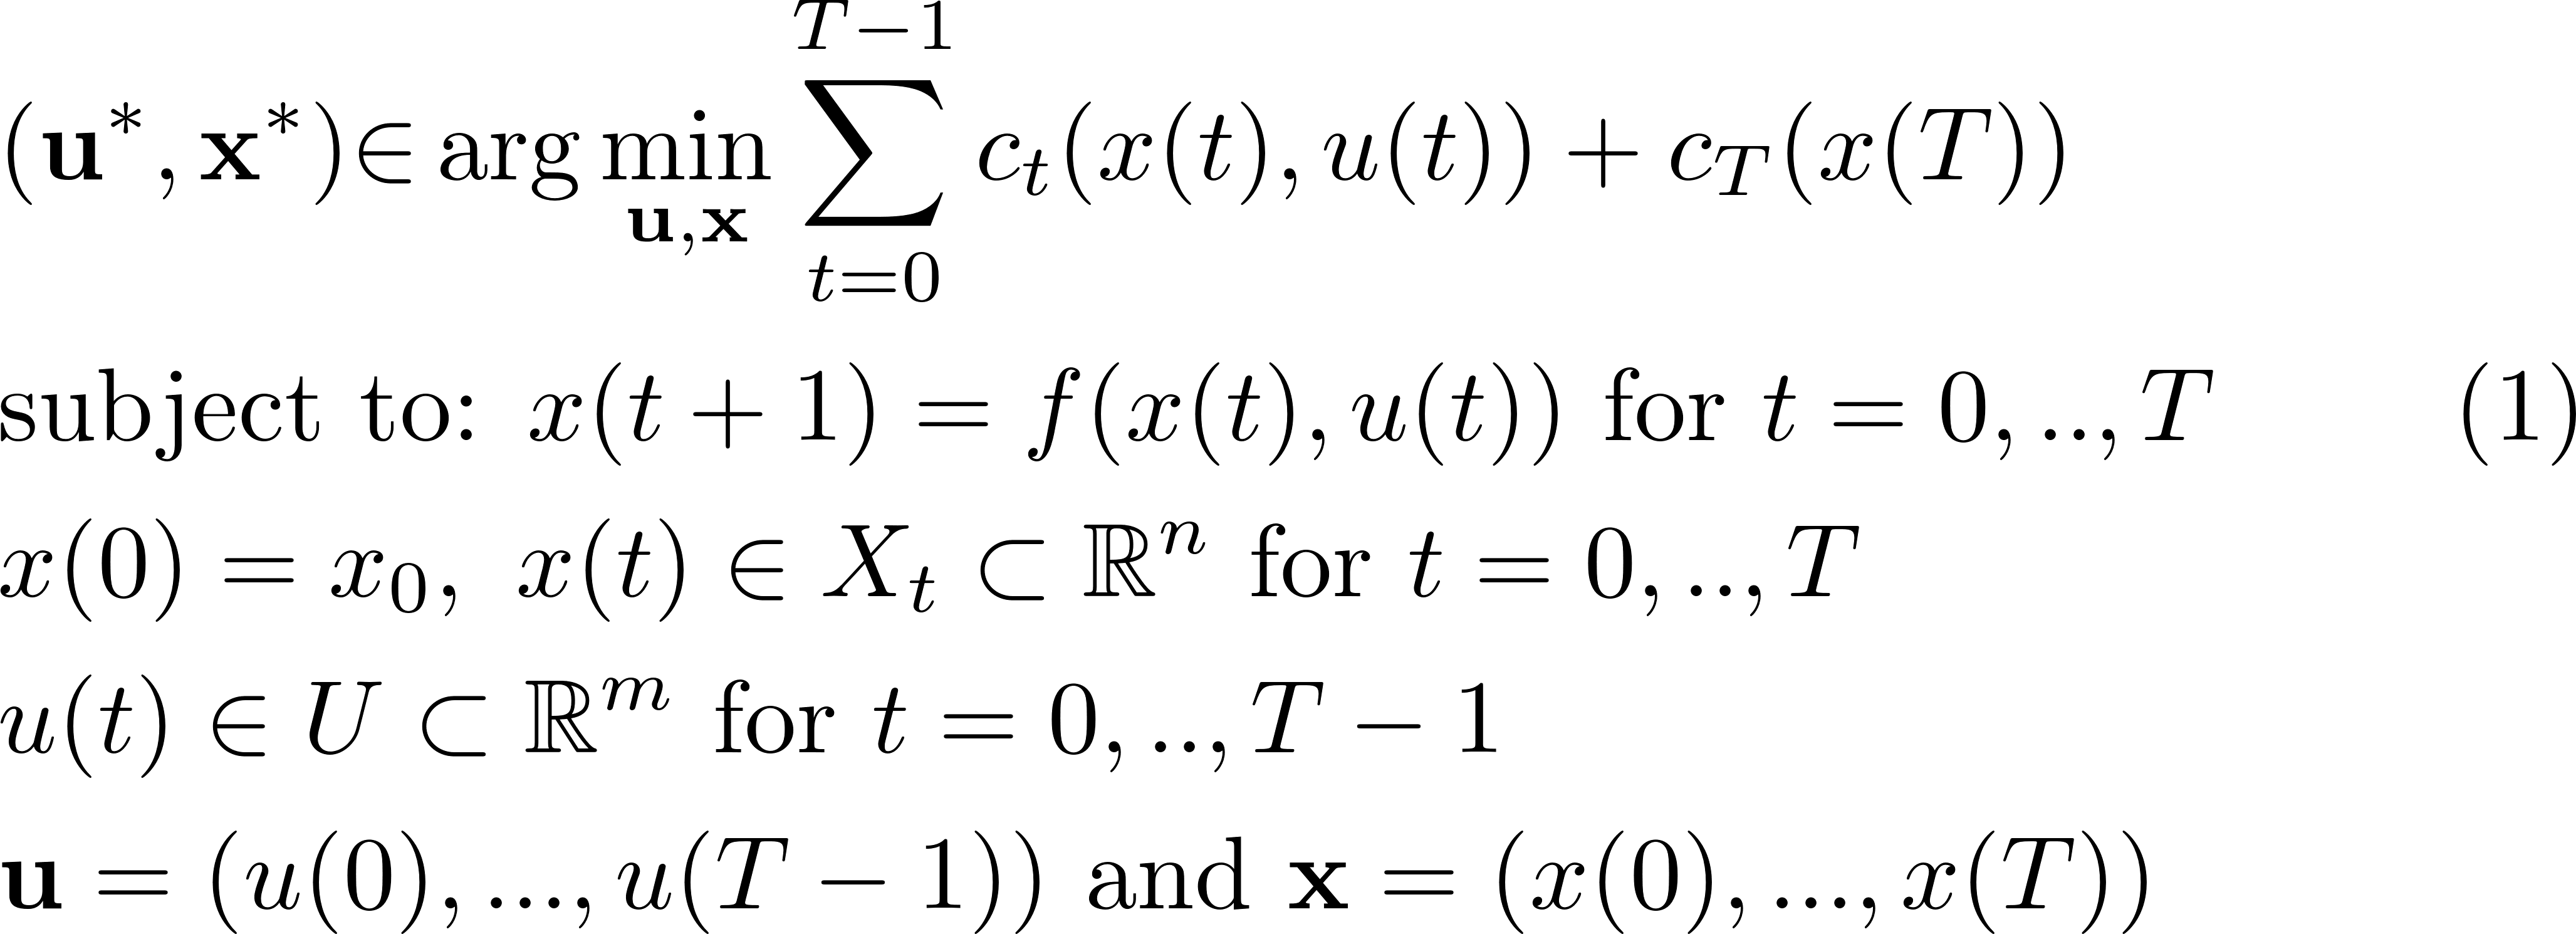 (𝐮*, 𝐱*) ∈ arg min_{𝐮,𝐱} ∑_{t=0}^{T−1} c_t(x(t), u(t)) + c_T(x(T))
subject to: x(t + 1) = f(x(t), u(t)) for t = 0, .., T (1)
x(0) = x_0, x(t) ∈ X_t ⊂ ℝ^n for t = 0, .., T
u(t) ∈ U ⊂ ℝ^m for t = 0, .., T − 1
𝐮 = (u(0), ..., u(T − 1)) and 𝐱 = (x(0), ..., x(T))